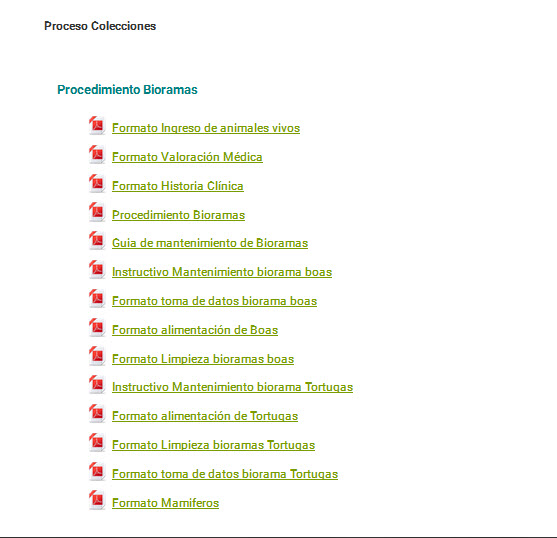 Proceso Colecciones
Procedimiento Bioramas
Formato Ingreso de animales vivos
Formato Valoración Médica
Formato Historia Clínica
Procedimiento Bioramas
Guia de mantenimiento de Bioramas
Instructivo Mantenimiento biorama boas
Formato toma de datos biorama boas
Formato alimentación de Boas
Formato Limpieza bioramas boas
Instructivo Mantenimiento biorama Tortugas
Formato alimentación de Tortugas
Formato Limpieza bioramas Tortugas
Formato toma de datos biorama Tortugas
Formato Mamiferos